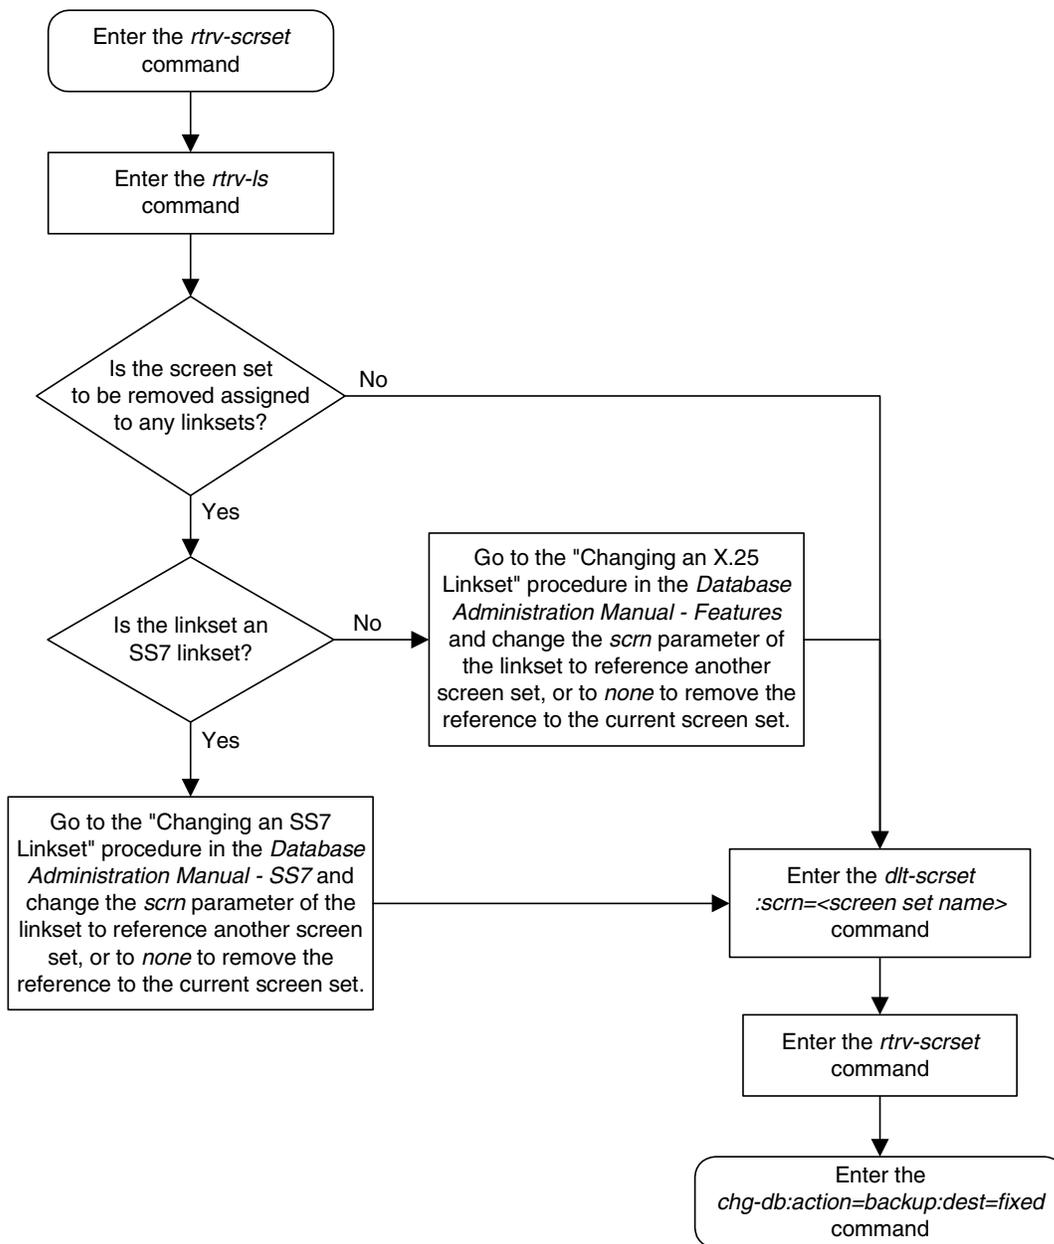 Enter the rtrv-scrset
command
Enter the rtrv-ls
command
Is the screen set
to be removed assigned
to any linksets?
No
Yes
Is the linkset an
SS7 linkset?
No
Go to the "Changing an X.25
Linkset" procedure in the Database
Administration Manual - Features
and change the scrn parameter of
the linkset to reference another
screen set, or to none to remove the
reference to the current screen set.
Yes
Go to the "Changing an SS7
Linkset" procedure in the Database
Administration Manual - SS7 and
change the scrn parameter of the
linkset to reference another screen
set, or to none to remove the
reference to the current screen set.
Enter the dlt-scrset
:scrn=<screen set name>
command
Enter the rtrv-scrset
command
Enter the
chg-db:action=backup:dest=fixed
command